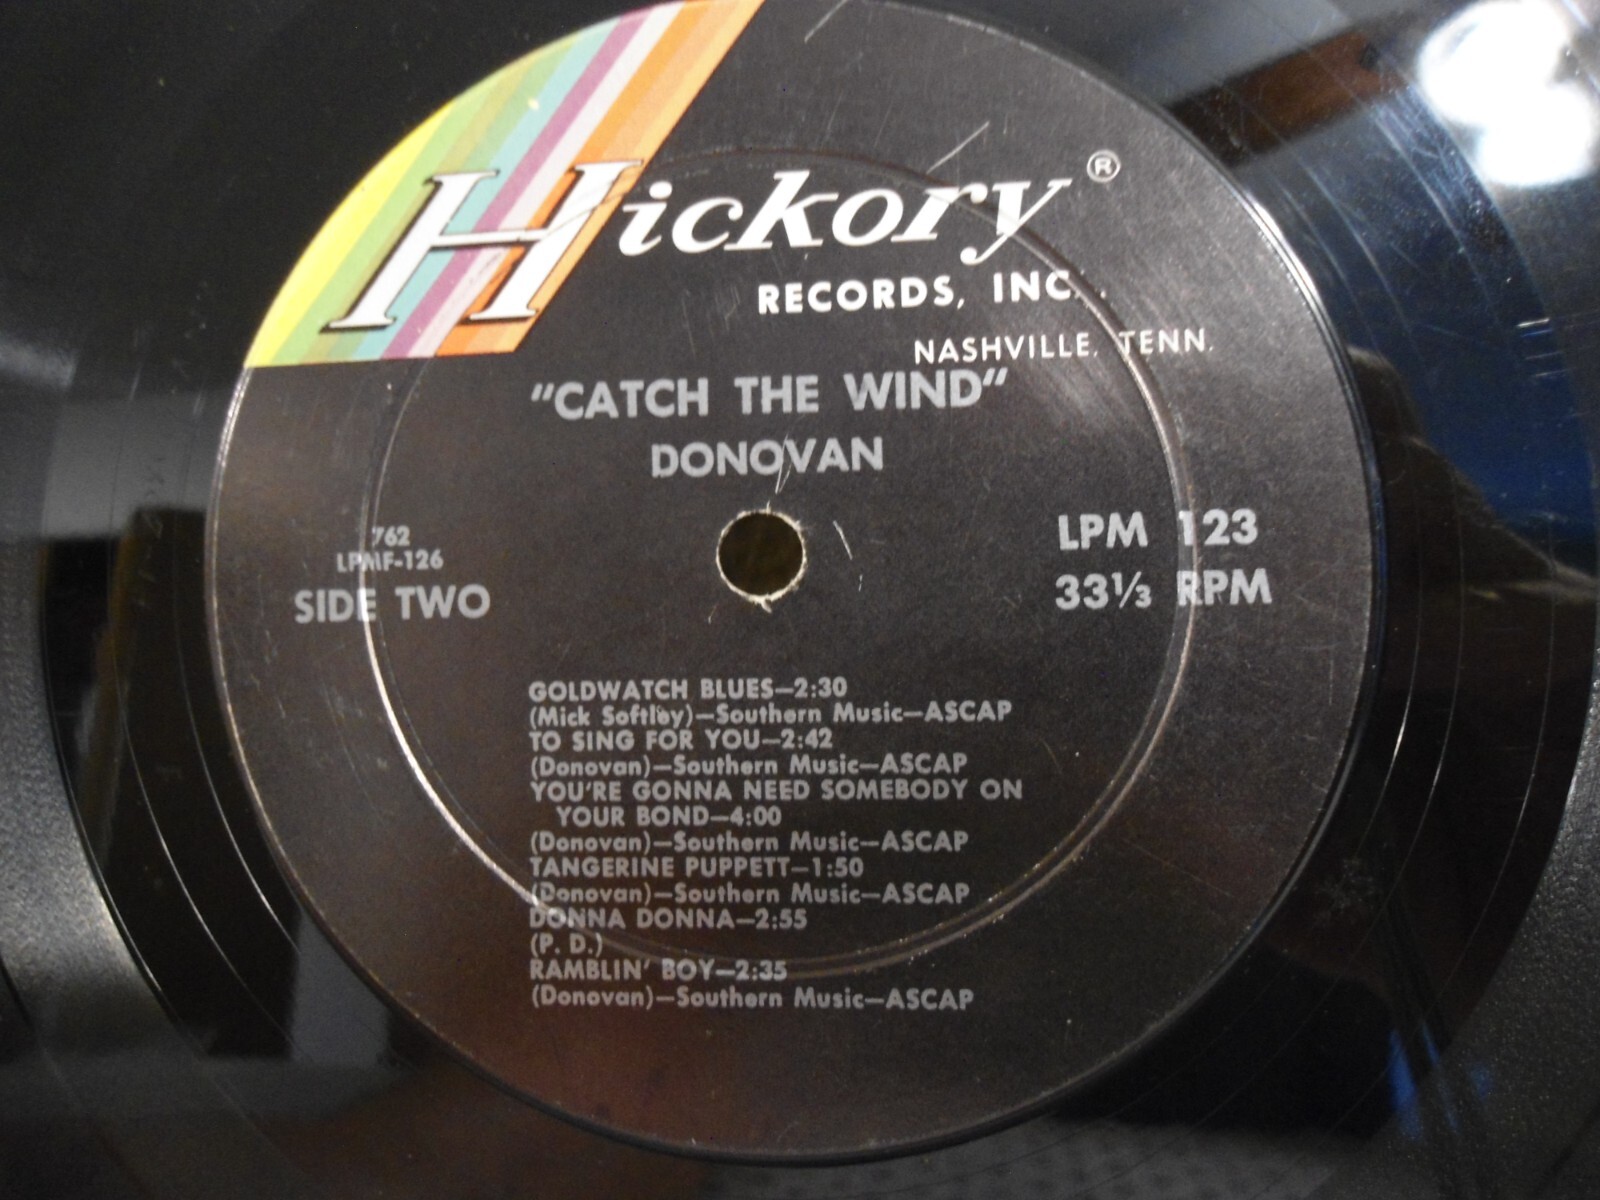 Hickory®
RECORDS, INC.
NASHVILLE, TENN.
"CATCH THE WIND"
DONOVAN
762
LPMF-126
SIDE TWO
LPM 123
33⅓ RPM
GOLDWATCH BLUES—2:30
(Mick Softley)—Southern Music—ASCAP
TO SING FOR YOU—2:42
(Donovan)—Southern Music—ASCAP
YOU'RE GONNA NEED SOMEBODY ON
YOUR BOND—4:00
(Donovan)—Southern Music—ASCAP
TANGERINE PUPPETT—1:50
(Donovan)—Southern Music—ASCAP
DONNA DONNA—2:55
(P. D.)
RAMBLIN' BOY—2:35
(Donovan)—Southern Music—ASCAP